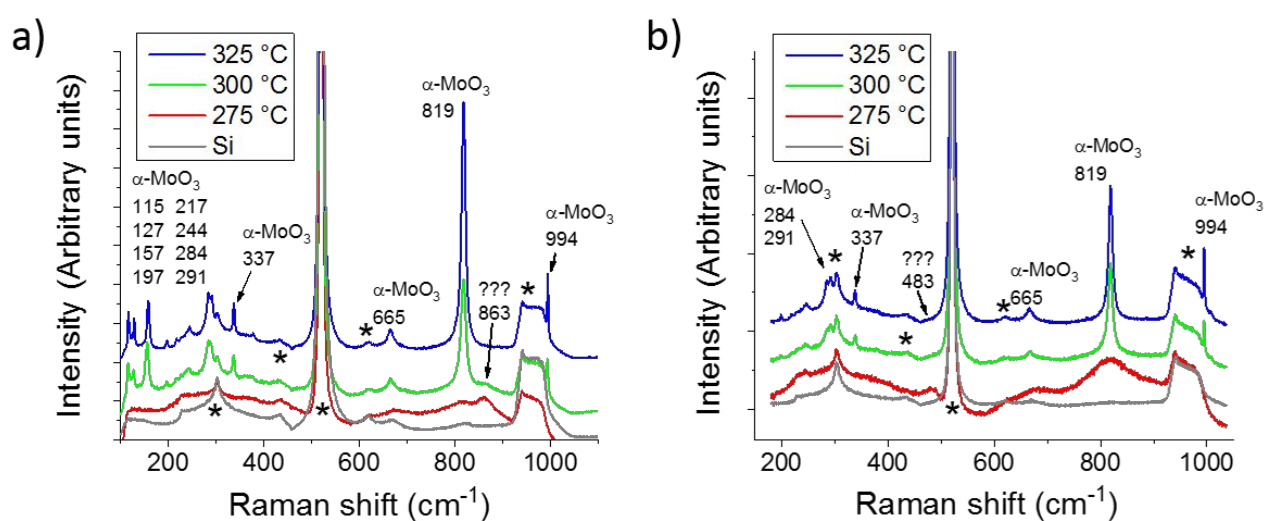 a)
Intensity (Arbitrary units)
325 °C
300 °C
275 °C
Si
α-MoO₃
115 217
127 244
157 284
197 291
α-MoO₃
337
α-MoO₃
819
*
α-MoO₃
665
???
863
*
α-MoO₃
994
*
*
*
200 400 600 800 1000
Raman shift (cm⁻¹)
b)
Intensity (Arbitrary units)
325 °C
300 °C
275 °C
Si
α-MoO₃
284
291
*
α-MoO₃
337
???
483
*
*
α-MoO₃
665
α-MoO₃
819
*
α-MoO₃
994
*
200 400 600 800 1000
Raman shift (cm⁻¹)